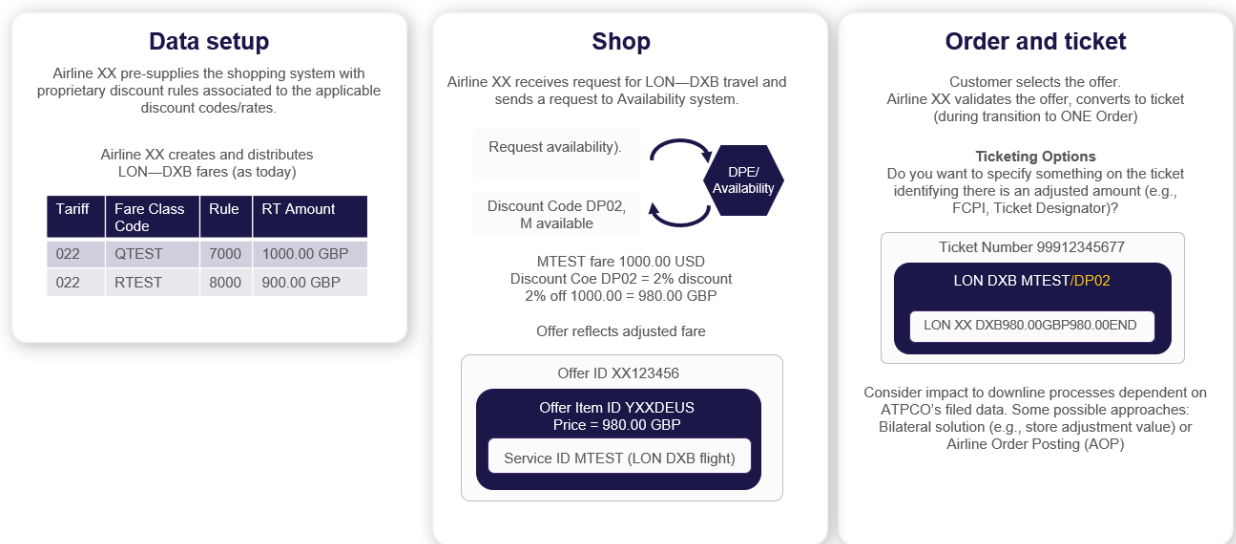 Data setup
Airline XX pre-supplies the shopping system with
proprietary discount rules associated to the applicable
discount codes/rates.
Airline XX creates and distributes
LON—DXB fares (as today)
Tariff Fare Class Rule RT Amount
Code
022 QTEST 7000 1000.00 GBP
022 RTEST 8000 900.00 GBP
Shop
Airline XX receives request for LON—DXB travel and
sends a request to Availability system.
Request availability).
DPE/
Availability
Discount Code DP02,
M available
MTEST fare 1000.00 USD
Discount Coe DP02 = 2% discount
2% off 1000.00 = 980.00 GBP
Offer reflects adjusted fare
Offer ID XX123456
Offer Item ID YXXDEUS
Price = 980.00 GBP
Service ID MTEST (LON DXB flight)
Order and ticket
Customer selects the offer.
Airline XX validates the offer, converts to ticket
(during transition to ONE Order)
Ticketing Options
Do you want to specify something on the ticket
identifying there is an adjusted amount (e.g.,
FCPI, Ticket Designator)?
Ticket Number 99912345677
LON DXB MTEST/DP02
LON XX DXB980.00GBP980.00END
Consider impact to downline processes dependent on
ATPCO’s filed data. Some possible approaches:
Bilateral solution (e.g., store adjustment value) or
Airline Order Posting (AOP)